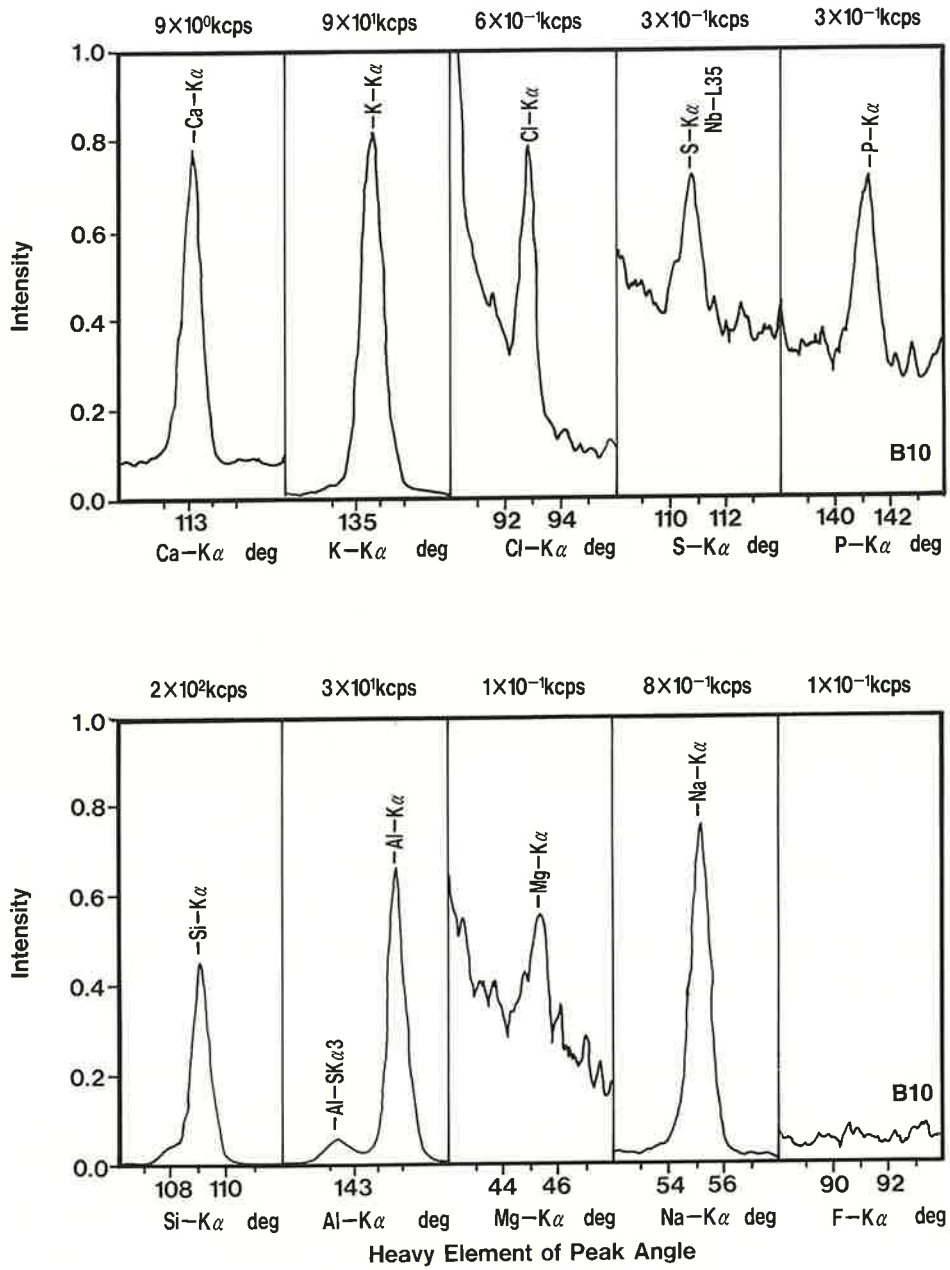 9×10⁰kcps 9×10¹kcps 6×10⁻¹kcps 3×10⁻¹kcps 3×10⁻¹kcps
1.0
0.8
0.6
0.4
0.2
0.0
Intensity
Ca–Kα
K–Kα
Cl–Kα
S–Kα
Nb–L35
P–Kα
B10
113 135 92 94 110 112 140 142
Ca–Kα deg K–Kα deg Cl–Kα deg S–Kα deg P–Kα deg
2×10²kcps 3×10¹kcps 1×10⁻¹kcps 8×10⁻¹kcps 1×10⁻¹kcps
1.0
0.8
0.6
0.4
0.2
0.0
Intensity
Si–Kα
Al–SKα3
Al–Kα
Mg–Kα
Na–Kα
B10
108 110 143 44 46 54 56 90 92
Si–Kα deg Al–Kα deg Mg–Kα deg Na–Kα deg F–Kα deg
Heavy Element of Peak Angle